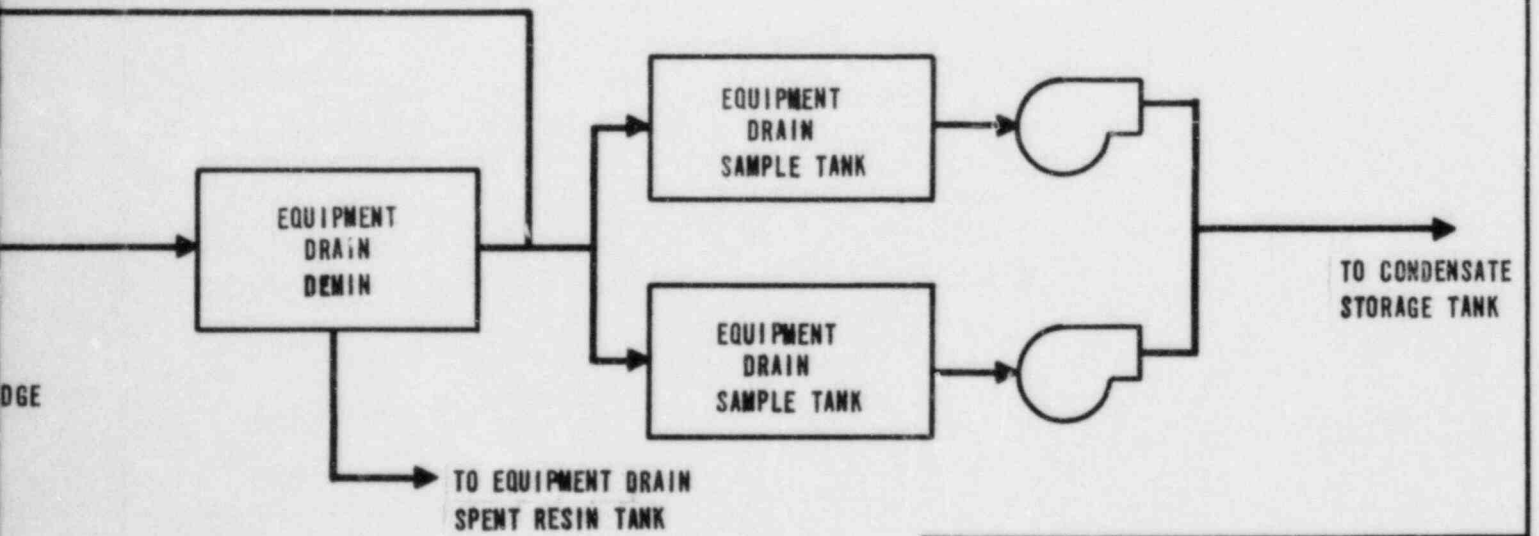 EQUIPMENT
DRAIN
SAMPLE TANK
EQUIPMENT
DRAIN
DEMIN
EQUIPMENT
DRAIN
SAMPLE TANK
TO CONDENSATE
STORAGE TANK
DGE
TO EQUIPMENT DRAIN
SPENT RESIN TANK